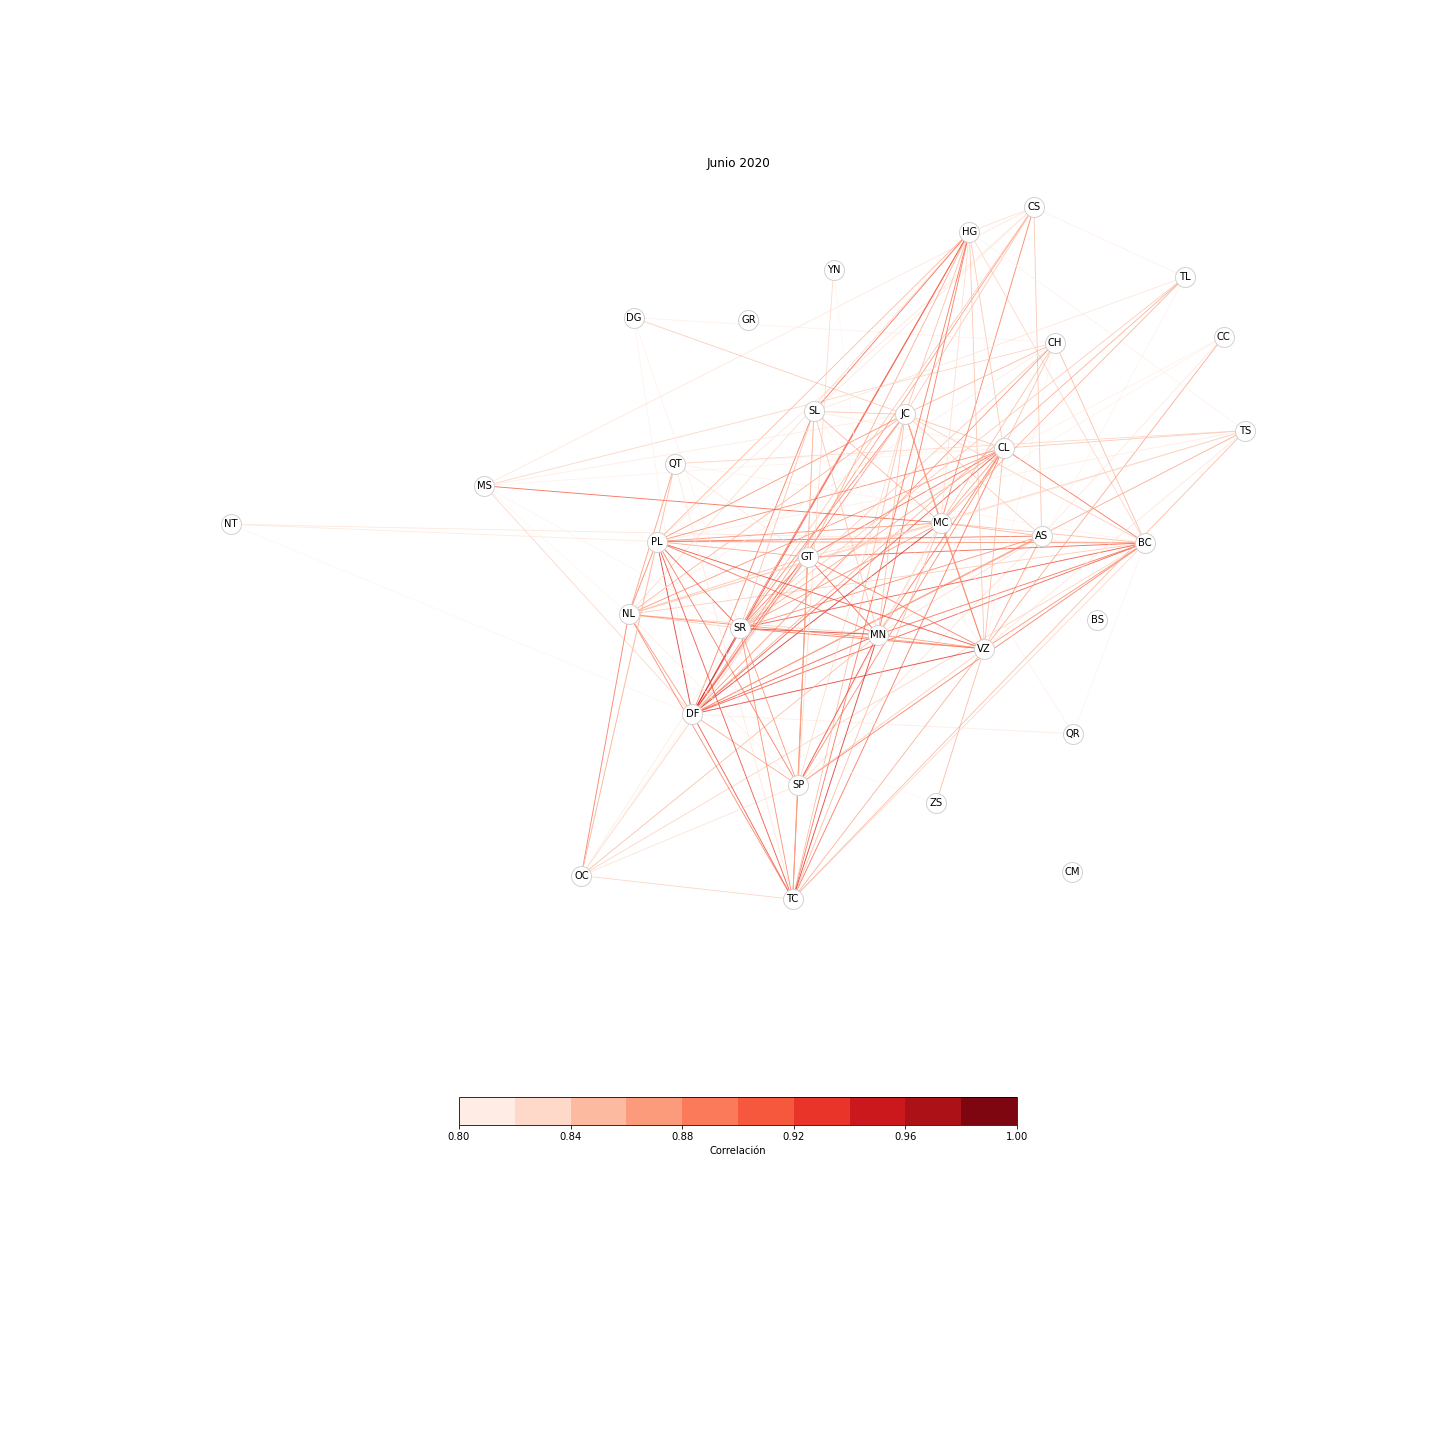 Junio 2020
CS
HG
YN
TL
DG
GR
CC
CH
SL
JC
TS
CL
QT
MS
MC
NT
AS
PL
BC
GT
NL
BS
SR
MN
VZ
DF
QR
SP
ZS
OC
CM
TC
0.80 0.84 0.88 0.92 0.96 1.00
Correlación